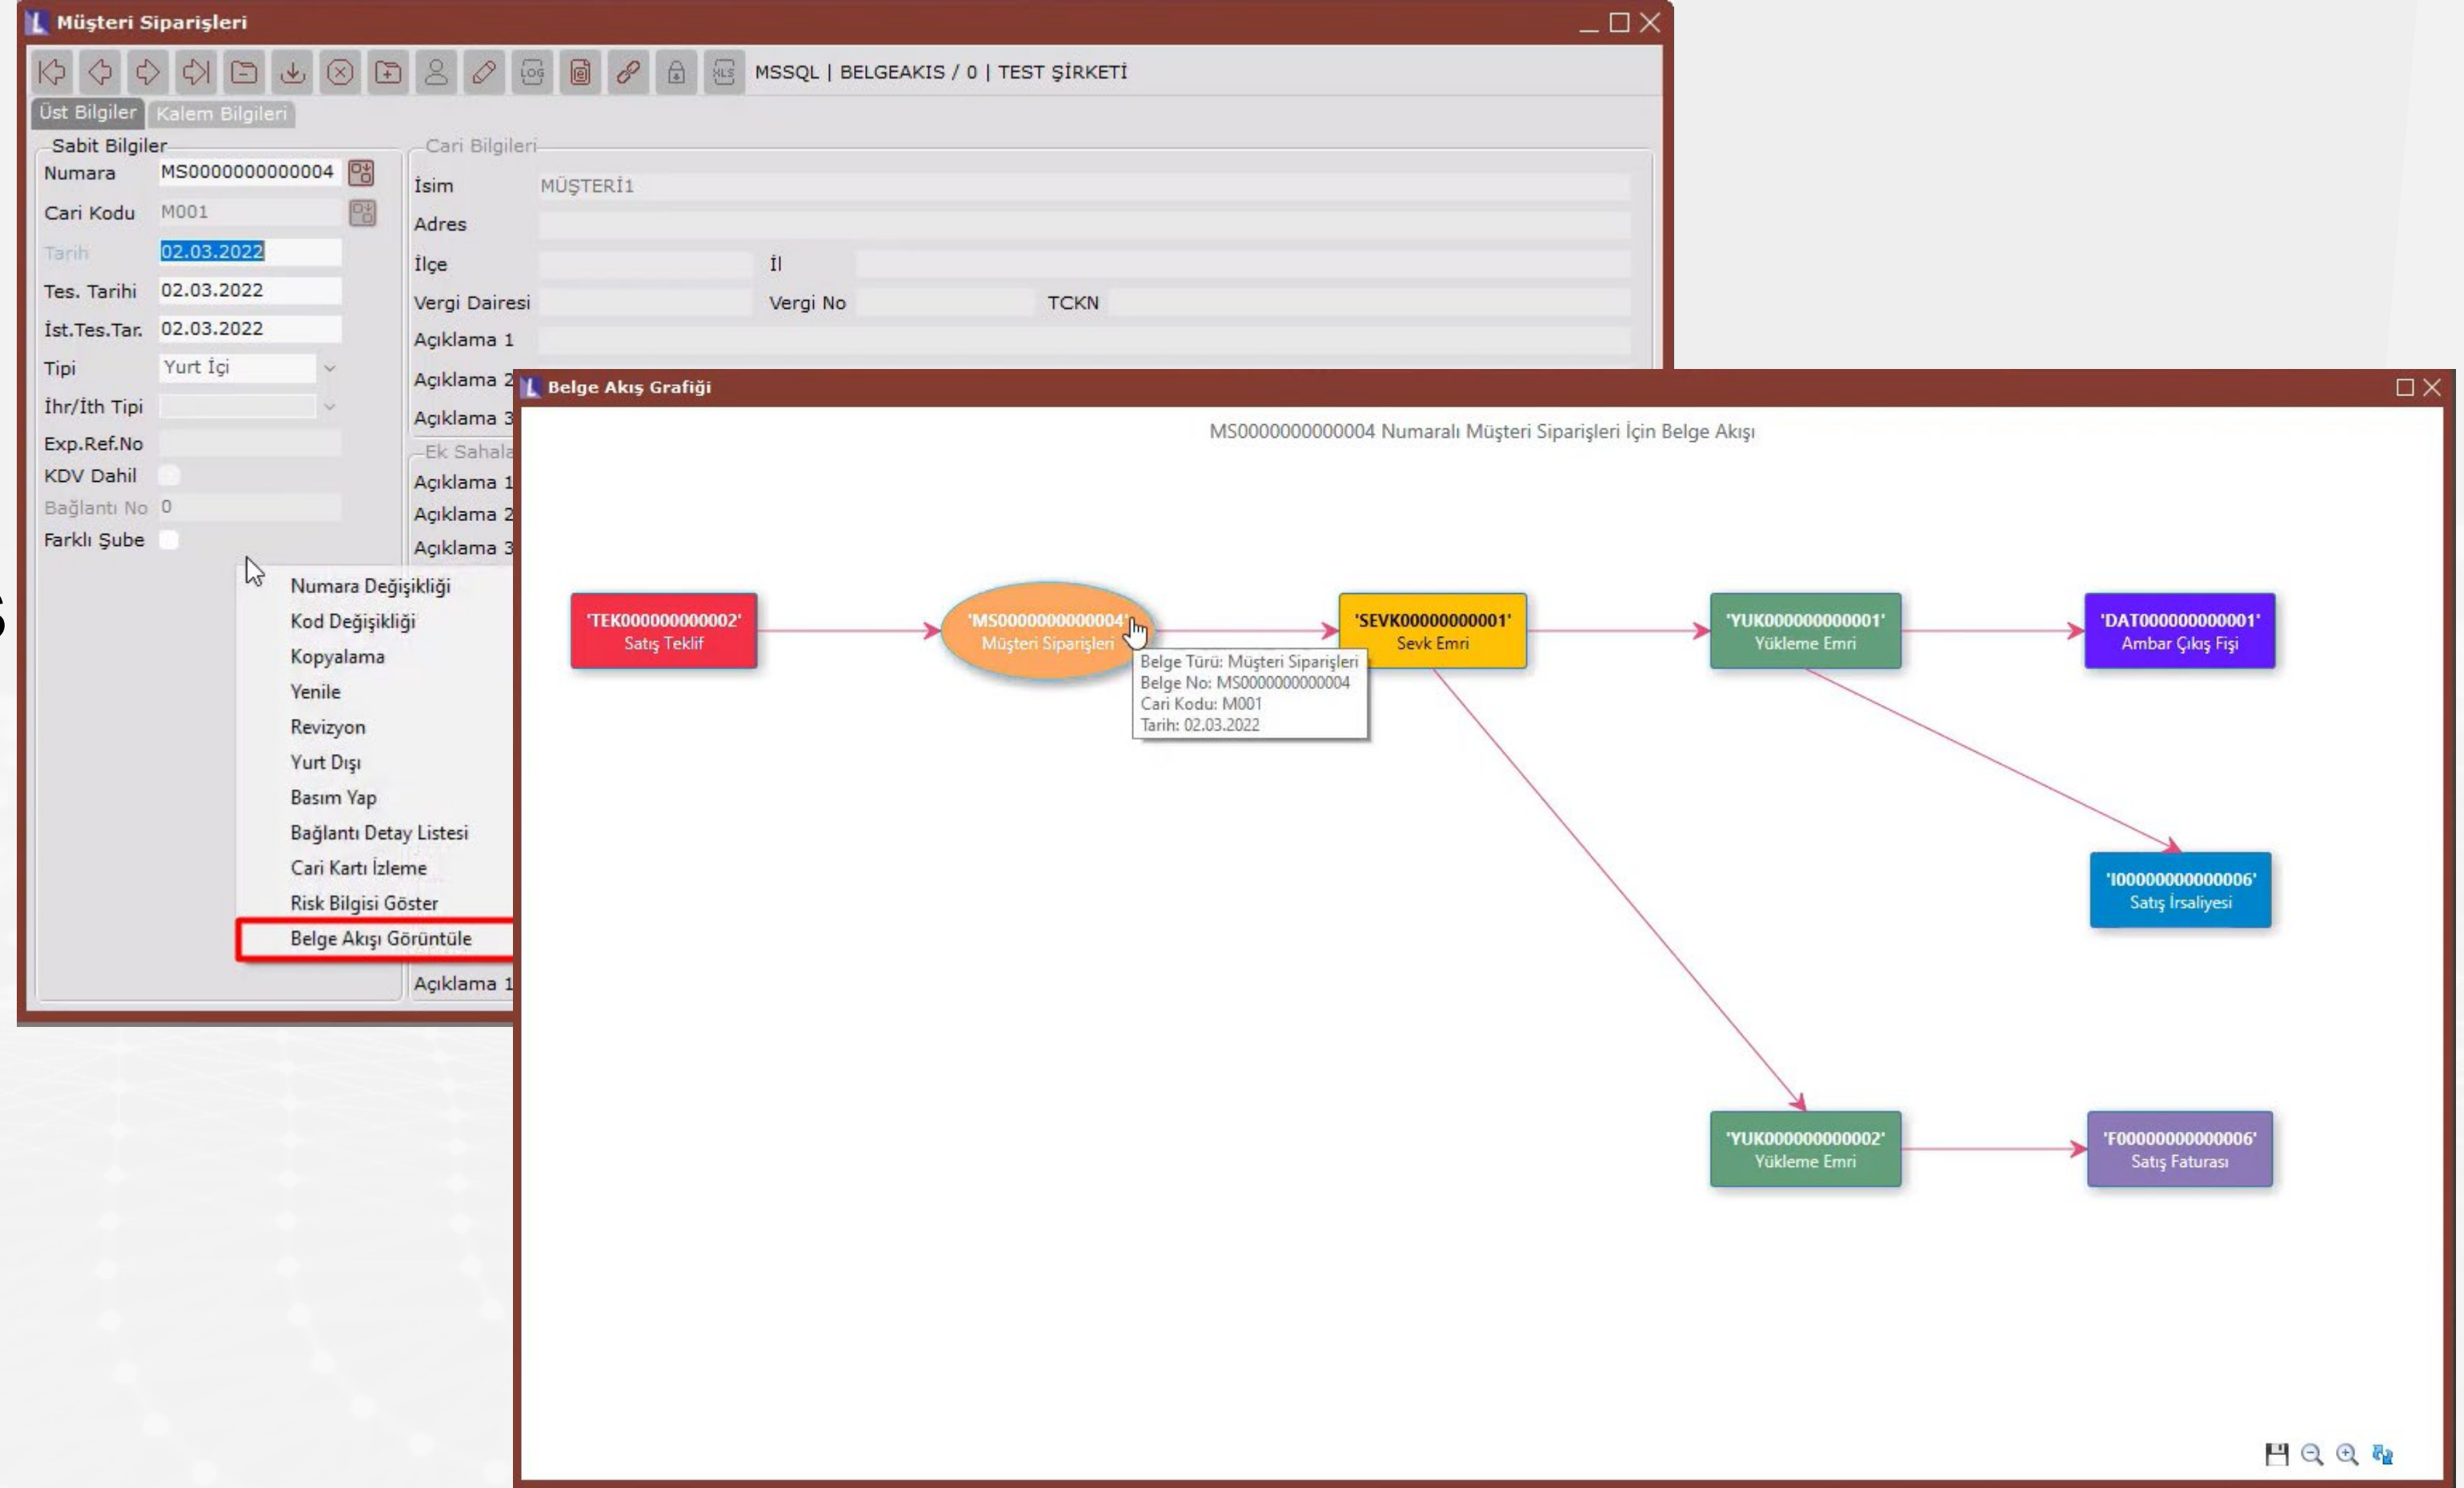 Müşteri Siparişleri
LOG
XLS
MSSQL | BELGEAKIS / 0 | TEST ŞİRKETİ
Üst Bilgiler Kalem Bilgileri
Sabit Bilgiler
Numara MS0000000000004
Cari Kodu M001
Tarih 02.03.2022
Tes. Tarihi 02.03.2022
İst.Tes.Tar. 02.03.2022
Tipi Yurt İçi
İhr/İth Tipi
Exp.Ref.No
KDV Dahil
Bağlantı No 0
Farklı Şube
Cari Bilgileri
İsim MÜŞTERİ1
Adres
İlçe İl
Vergi Dairesi Vergi No TCKN
Açıklama 1
Açıklama 2
Açıklama 3
Ek Sahala
Açıklama 1
Açıklama 2
Açıklama 3
Açıklama 1
Numara Değişikliği
Kod Değişikliği
Kopyalama
Yenile
Revizyon
Yurt Dışı
Basım Yap
Bağlantı Detay Listesi
Cari Kartı İzleme
Risk Bilgisi Göster
Belge Akışı Görüntüle
Belge Akış Grafiği
MS0000000000004 Numaralı Müşteri Siparişleri İçin Belge Akışı
'TEK000000000002'
Satış Teklif
'MS0000000000004'
Müşteri Siparişleri
'SEVK00000000001'
Sevk Emri
'YUK000000000001'
Yükleme Emri
'DAT000000000001'
Ambar Çıkış Fişi
Belge Türü: Müşteri Siparişleri
Belge No: MS0000000000004
Cari Kodu: M001
Tarih: 02.03.2022
'I00000000000006'
Satış İrsaliyesi
'YUK000000000002'
Yükleme Emri
'F00000000000006'
Satış Faturası